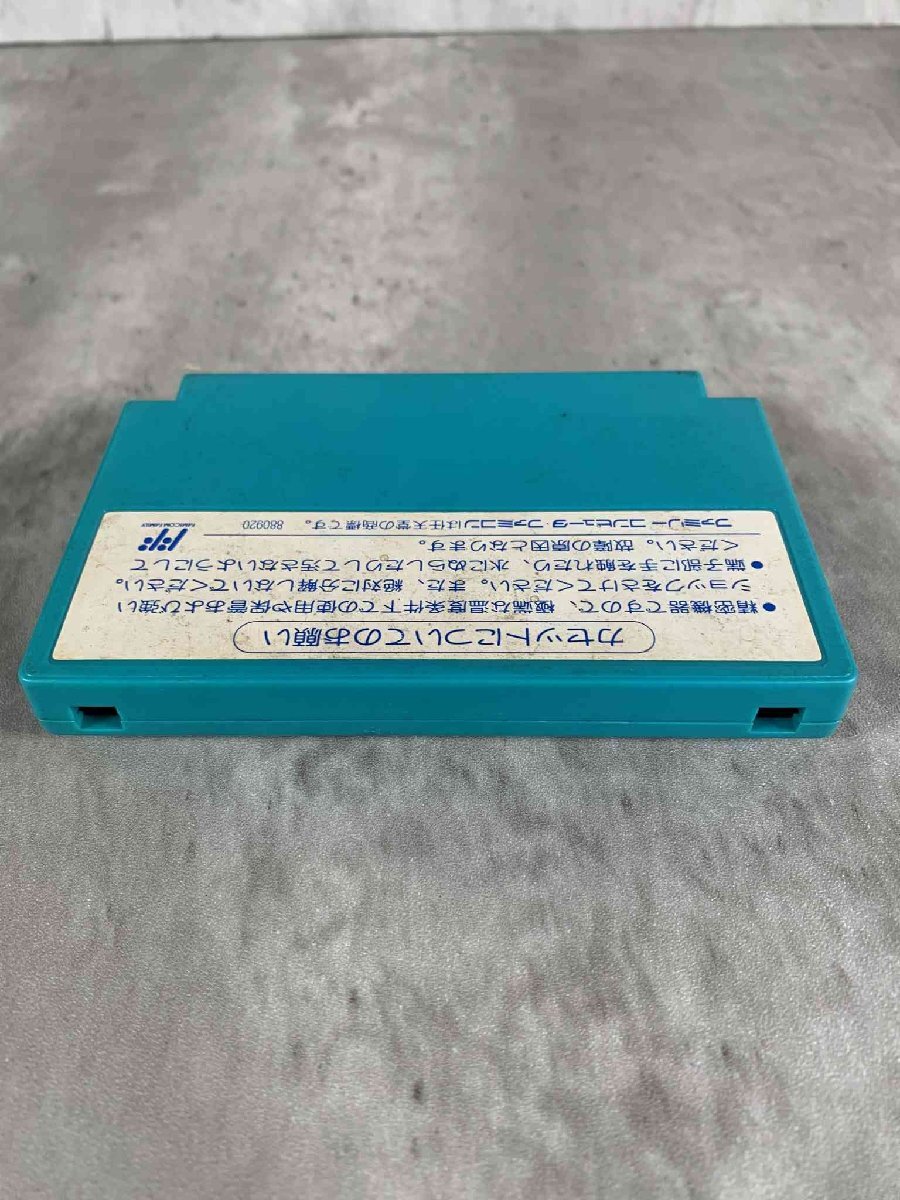 カセットについてのお願い
●精密機器ですので、極端な温度条件下での使用や保管および強い
ショックをさけてください。また、絶対に分解しないでください。
●端子部に手を触れたり、水にぬらしたりして汚さないようにして
ください。故障の原因となります。
ファミリーコンピュータ・ファミコンは任天堂の商標です。 880920
FAMICOM FAMILY